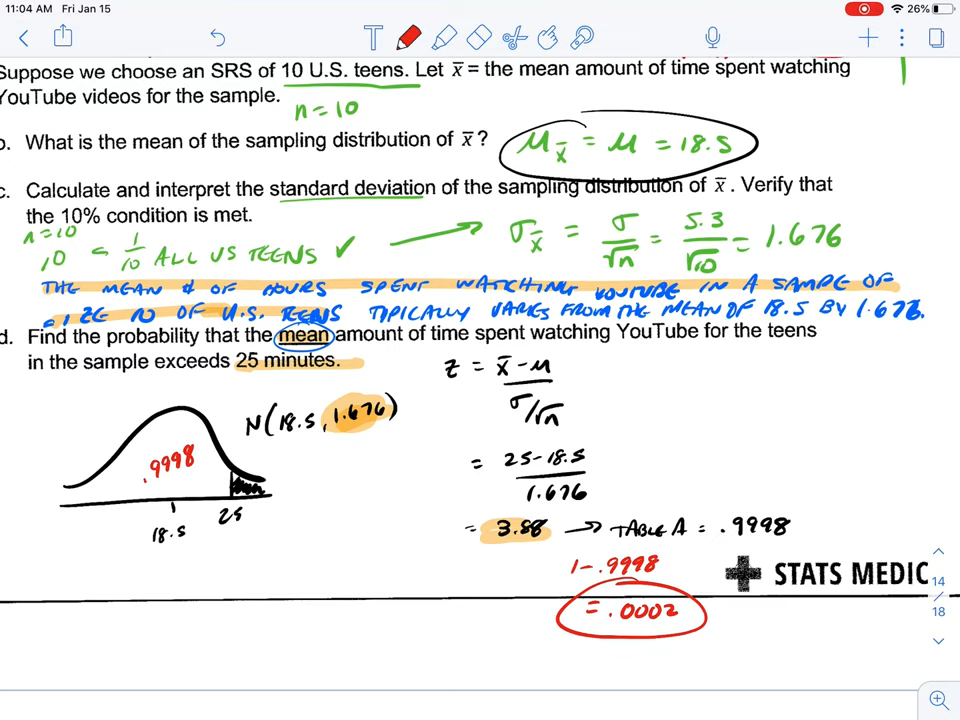 11:04 AM Fri Jan 15
26%
T
Suppose we choose an SRS of 10 U.S. teens. Let x̄ = the mean amount of time spent watching
YouTube videos for the sample.
n = 10
b. What is the mean of the sampling distribution of x̄ ?
μx̄ = μ = 18.5
c. Calculate and interpret the standard deviation of the sampling distribution of x̄ . Verify that
the 10% condition is met.
n = 10
10 ≤ 1/10 ALL US TEENS ✓
σx̄ = σ/√n = 5.3/√10 = 1.676
THE MEAN # OF HOURS SPENT WATCHING YOUTUBE IN A SAMPLE OF
SIZE 10 OF U.S. TEENS TYPICALLY VARIES FROM THE MEAN OF 18.5 BY 1.676.
d. Find the probability that the mean amount of time spent watching YouTube for the teens
in the sample exceeds 25 minutes.
z = x̄ - μ / σ/√n
N(18.5, 1.676)
.9998
18.5
25
= 25-18.5 / 1.676
= 3.88 → TABLE A = .9998
1 - .9998
= .0002
STATS MEDIC
14
/
18